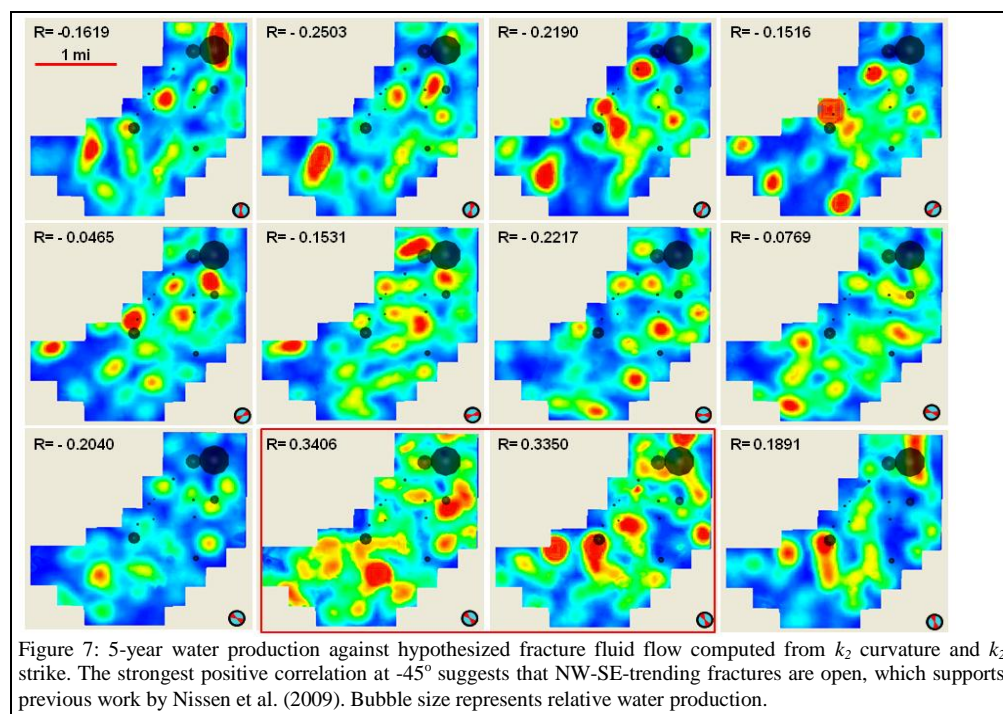 R= -0.1619
R= - 0.2503
R= - 0.2190
R= - 0.1516
1 mi
R= - 0.0465
R= - 0.1531
R= - 0.2217
R= - 0.0769
R= - 0.2040
R= 0.3406
R= 0.3350
R= 0.1891
Figure 7: 5-year water production against hypothesized fracture fluid flow computed from k₂ curvature and k₂
strike. The strongest positive correlation at -45° suggests that NW-SE-trending fractures are open, which supports
previous work by Nissen et al. (2009). Bubble size represents relative water production.